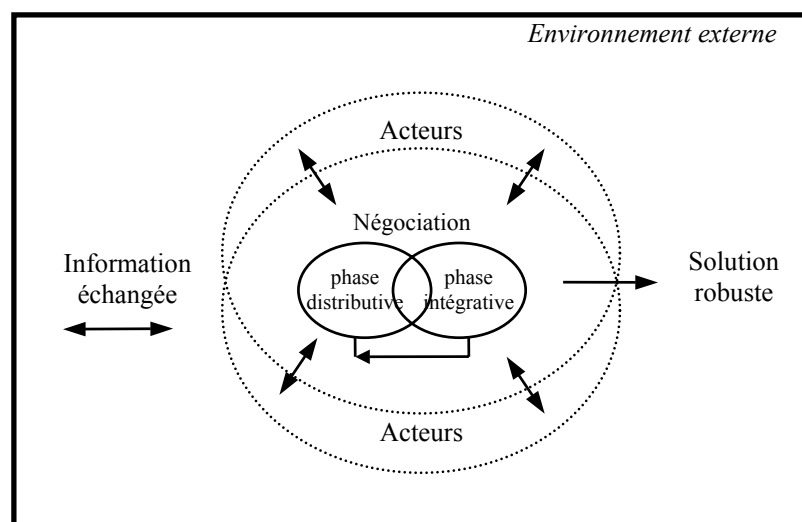 Environnement externe
Acteurs
Négociation
Information
échangée
phase
distributive
phase
intégrative
Solution
robuste
Acteurs